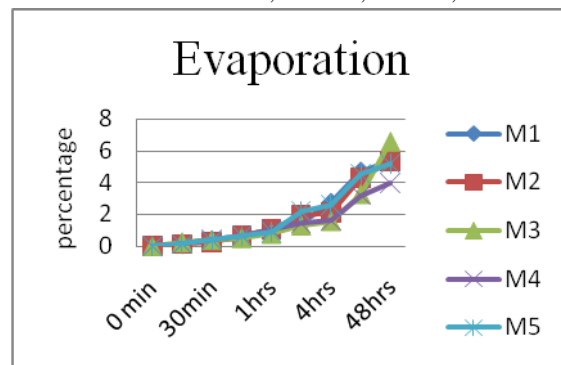 Evaporation
percentage
8
6
4
2
0
0 min
30min
1hrs
4hrs
48hrs
M1
M2
M3
M4
M5